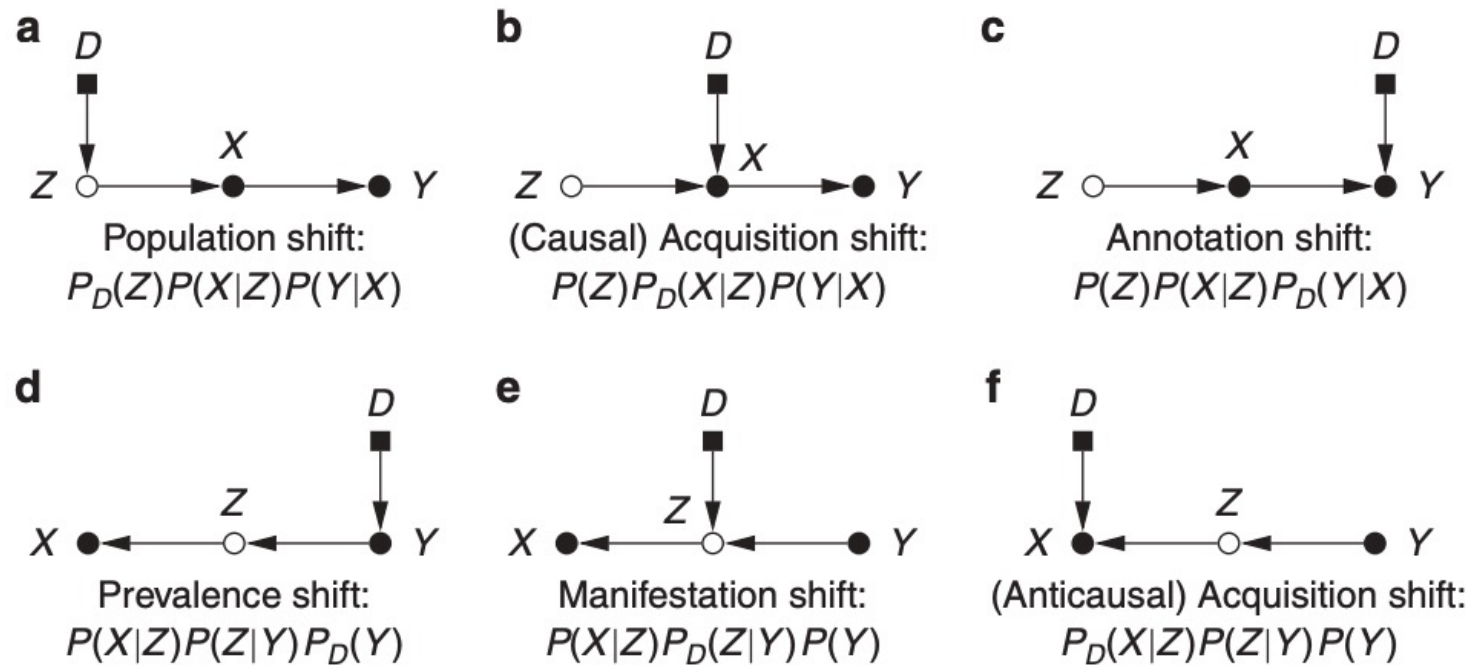 a
D
Z
X
Y
Population shift:
P_D(Z)P(X|Z)P(Y|X)
b
D
Z
X
Y
(Causal) Acquisition shift:
P(Z)P_D(X|Z)P(Y|X)
c
D
Z
X
Y
Annotation shift:
P(Z)P(X|Z)P_D(Y|X)
d
D
X
Z
Y
Prevalence shift:
P(X|Z)P(Z|Y)P_D(Y)
e
D
X
Z
Y
Manifestation shift:
P(X|Z)P_D(Z|Y)P(Y)
f
D
X
Z
Y
(Anticausal) Acquisition shift:
P_D(X|Z)P(Z|Y)P(Y)